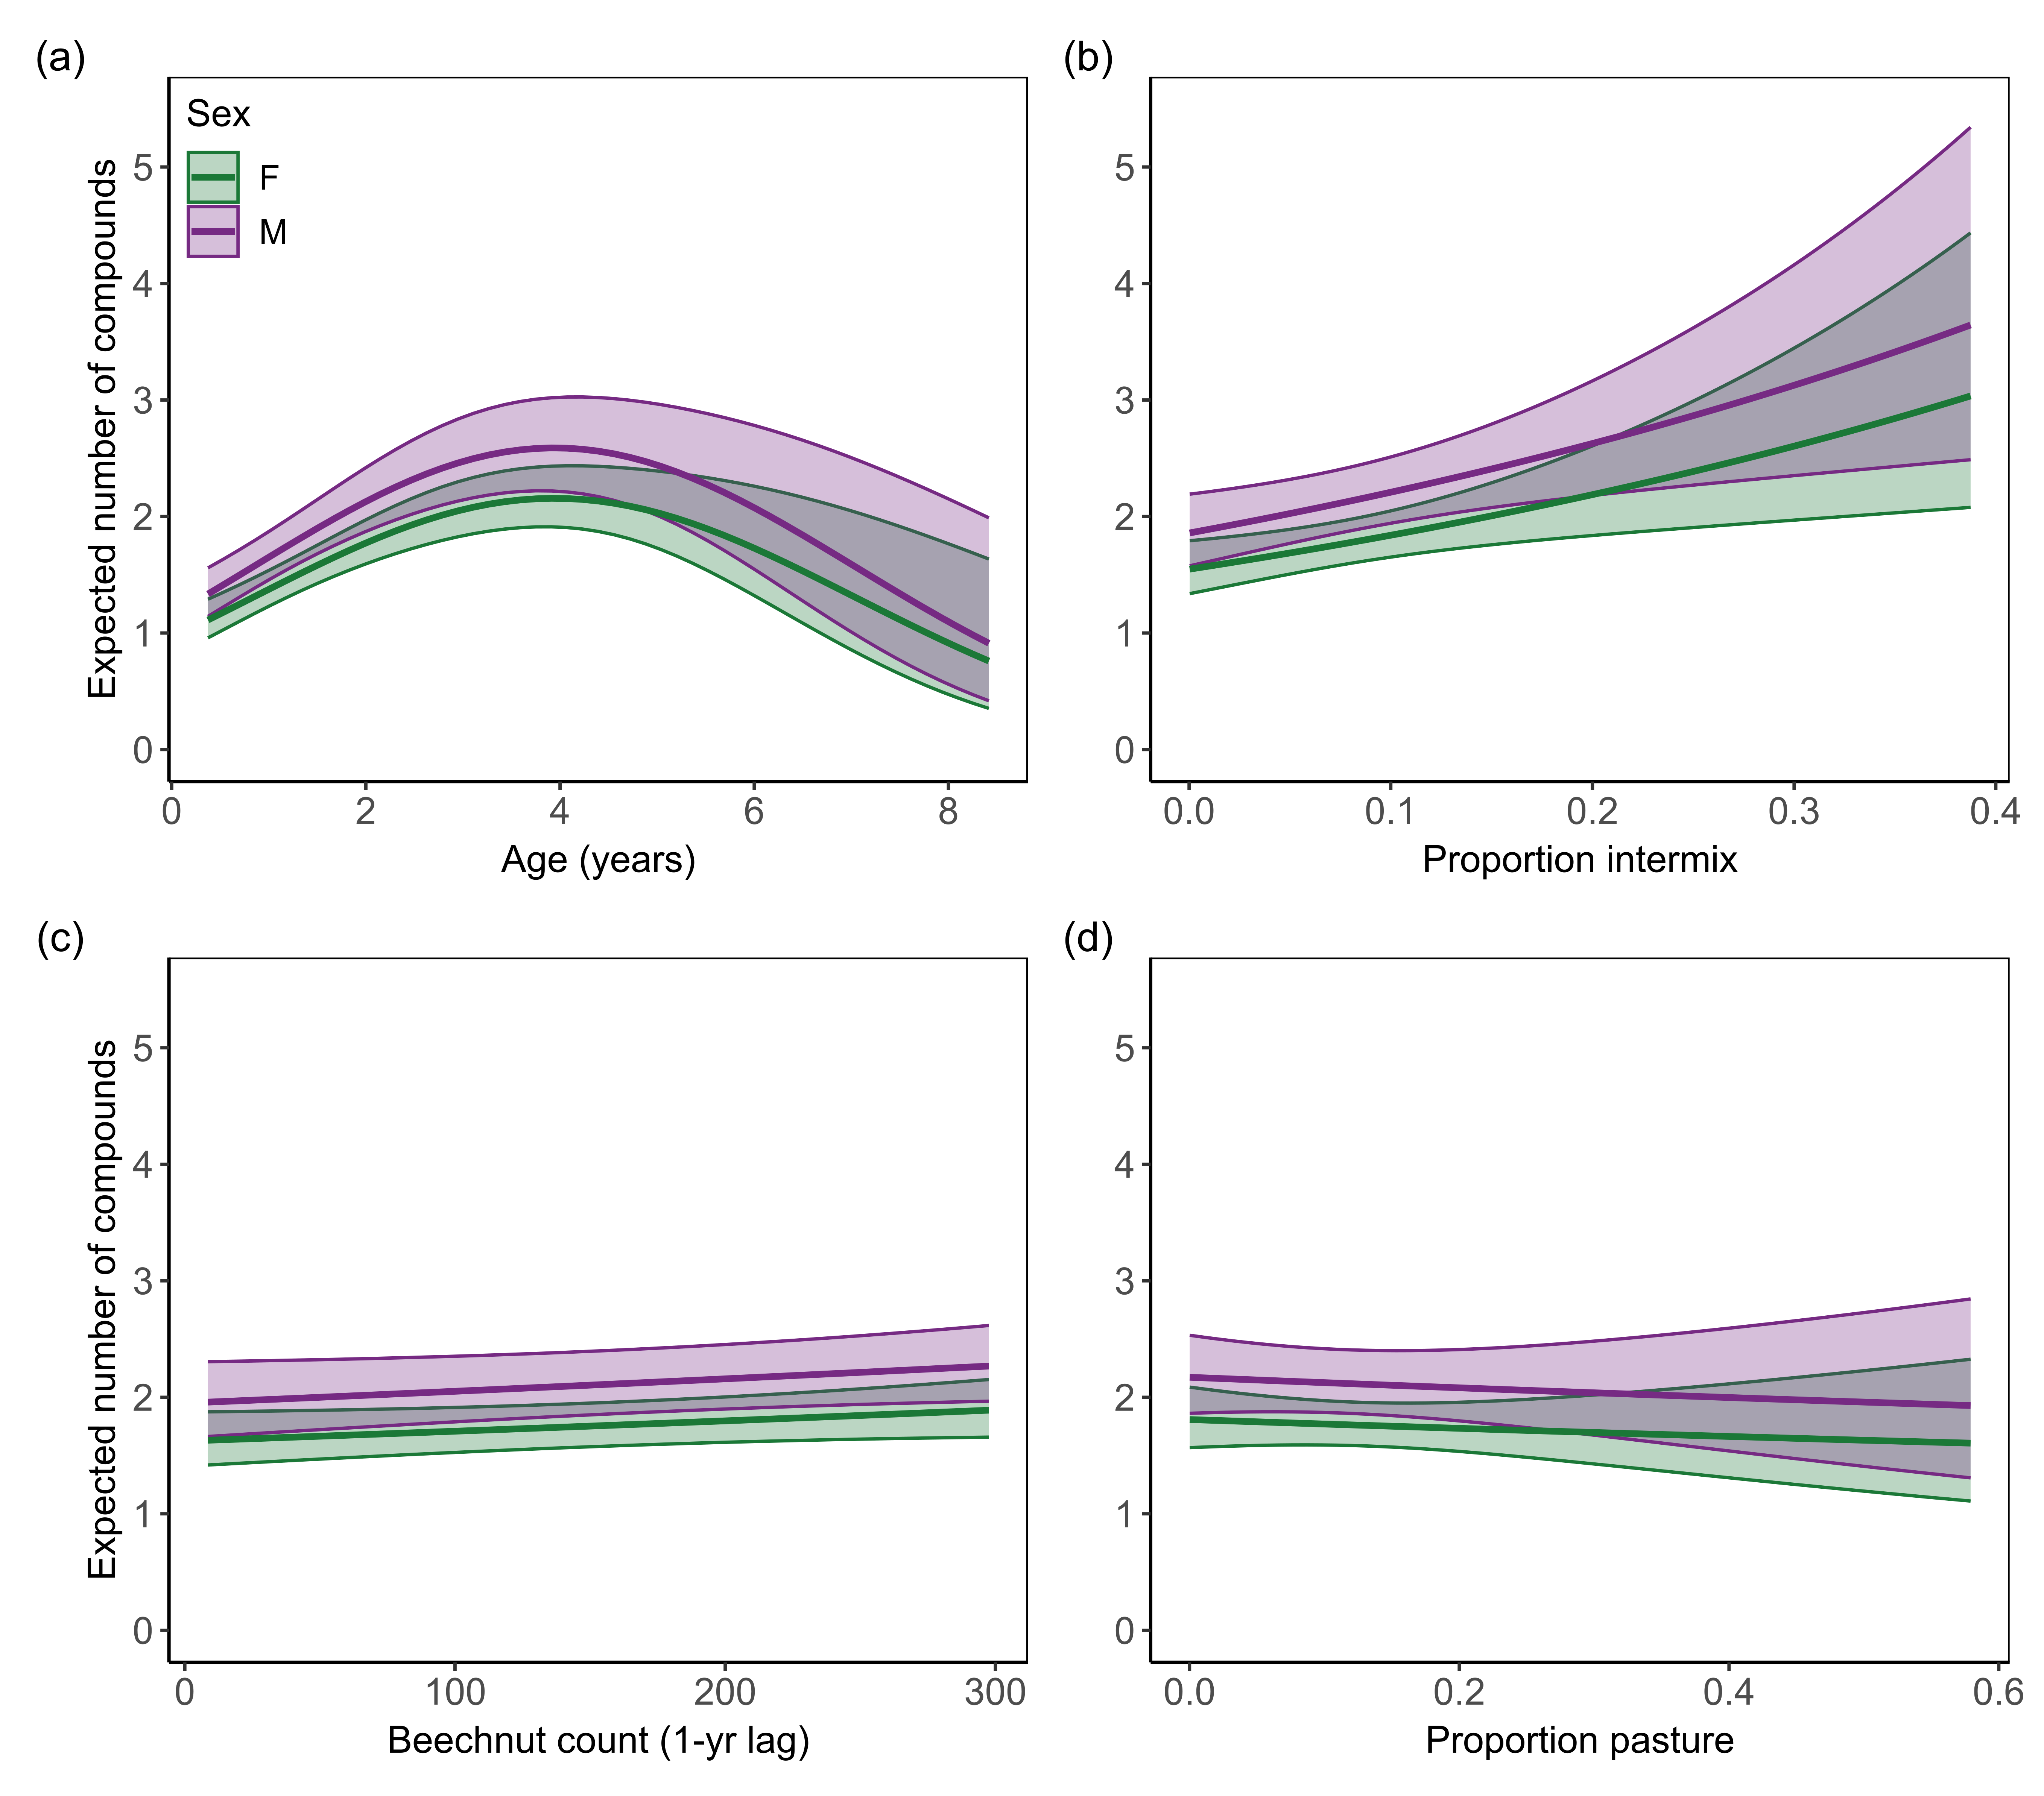 (a)
Sex
F
M
Expected number of compounds
5
4
3
2
1
0
0 2 4 6 8
Age (years)
(b)
5
4
3
2
1
0
0.0 0.1 0.2 0.3 0.4
Proportion intermix
(c)
Expected number of compounds
5
4
3
2
1
0
0 100 200 300
Beechnut count (1-yr lag)
(d)
5
4
3
2
1
0
0.0 0.2 0.4 0.6
Proportion pasture